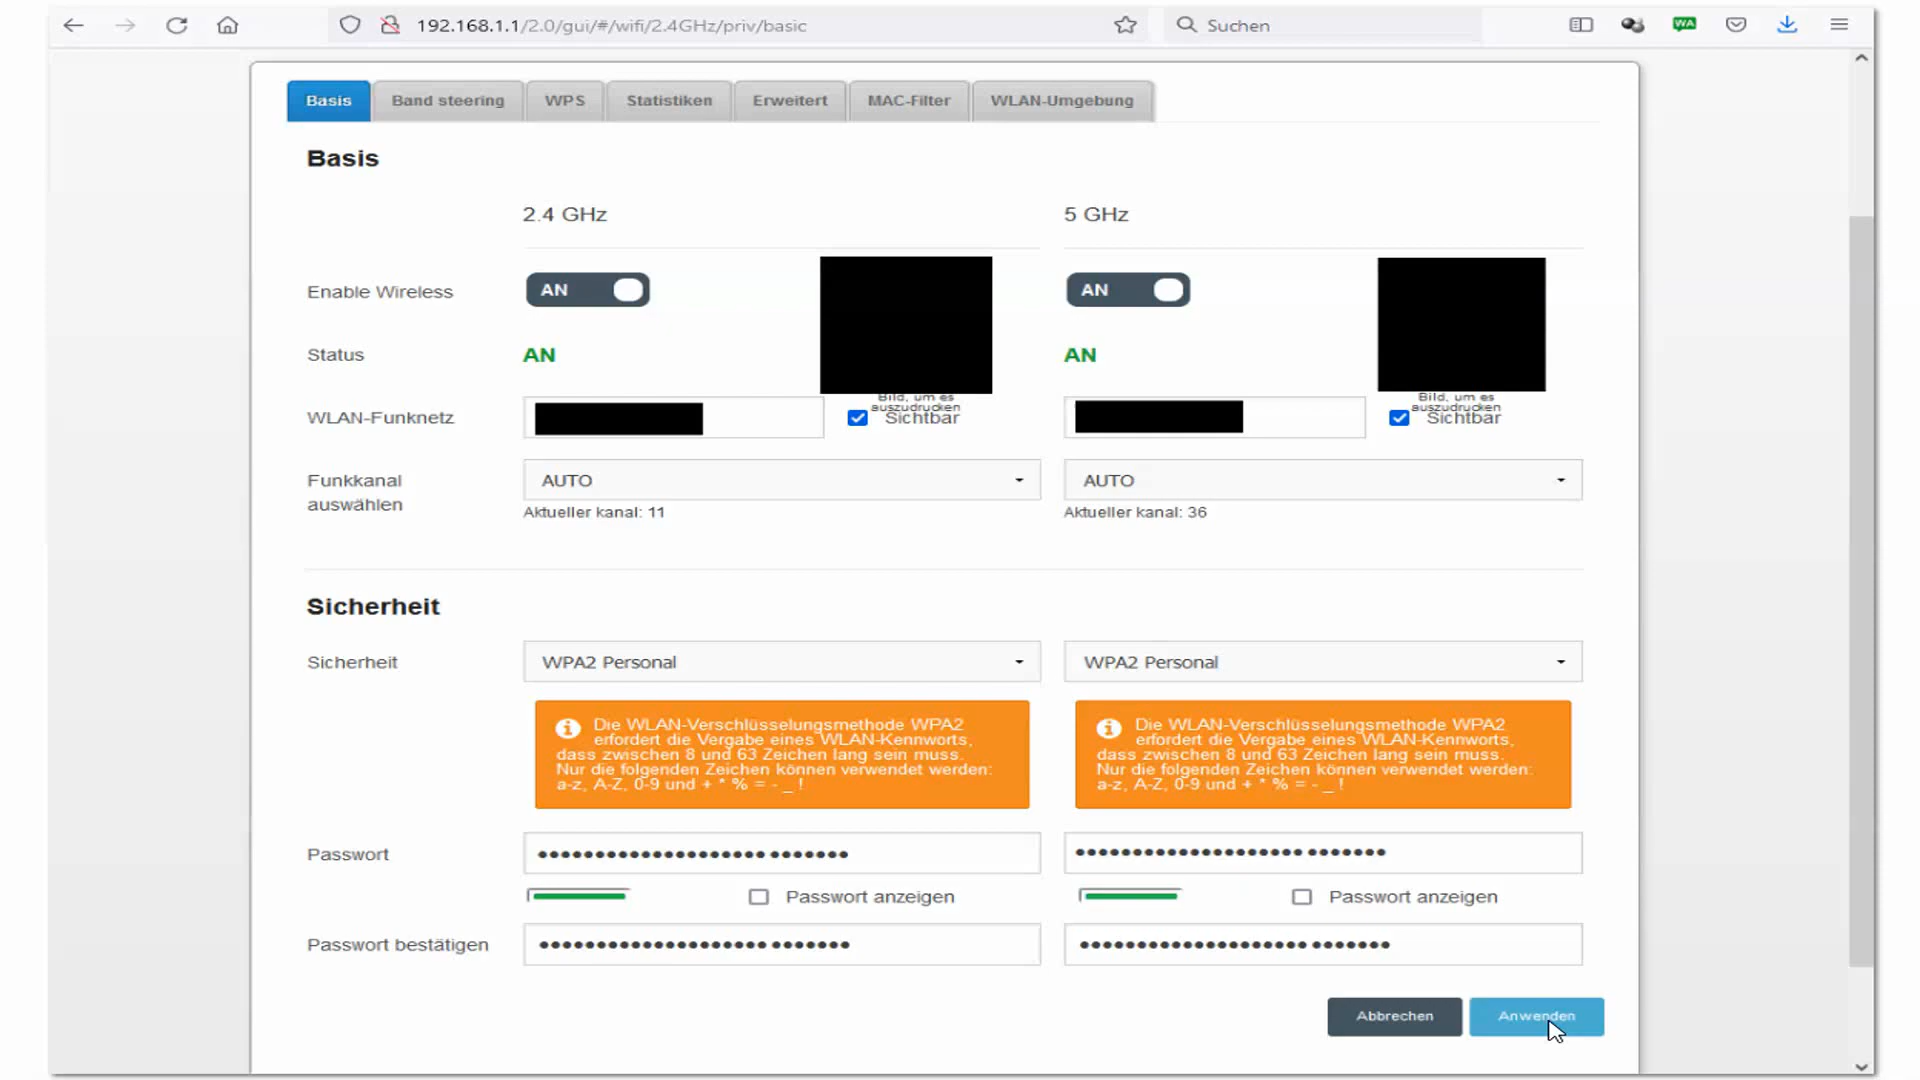 192.168.1.1/2.0/gui/#/wifi/2.4GHz/priv/basic
Suchen
WA
Basis
Band steering
WPS
Statistiken
Erweitert
MAC-Filter
WLAN-Umgebung
Basis
2.4 GHz
5 GHz
Enable Wireless
AN
AN
Status
AN
AN
Bild, um es
auszudrucken
Bild, um es
auszudrucken
WLAN-Funknetz
Sichtbar
Sichtbar
Funkkanal
auswählen
AUTO
AUTO
Aktueller kanal: 11
Aktueller kanal: 36
Sicherheit
Sicherheit
WPA2 Personal
WPA2 Personal
Die WLAN-Verschlüsselungsmethode WPA2
erfordert die Vergabe eines WLAN-Kennworts,
dass zwischen 8 und 63 Zeichen lang sein muss.
Nur die folgenden Zeichen können verwendet werden:
a-z, A-Z, 0-9 und + * % = - _ !
Die WLAN-Verschlüsselungsmethode WPA2
erfordert die Vergabe eines WLAN-Kennworts,
dass zwischen 8 und 63 Zeichen lang sein muss.
Nur die folgenden Zeichen können verwendet werden:
a-z, A-Z, 0-9 und + * % = - _ !
Passwort
Passwort anzeigen
Passwort anzeigen
Passwort bestätigen
Abbrechen
Anwenden